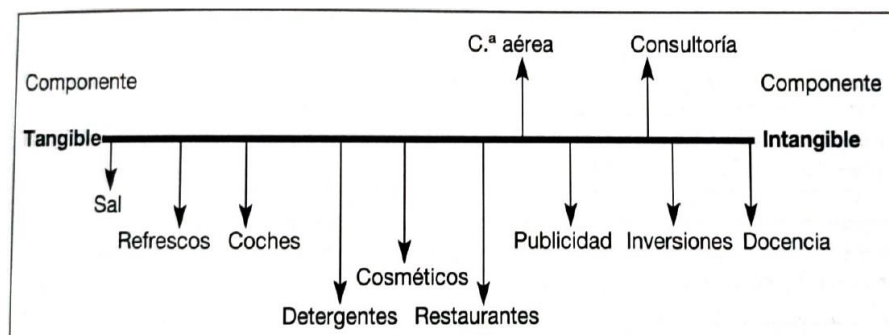 C.ª aérea Consultoría
Componente Componente
Tangible Intangible
Sal
Refrescos Coches Publicidad Inversiones Docencia
Cosméticos
Detergentes Restaurantes